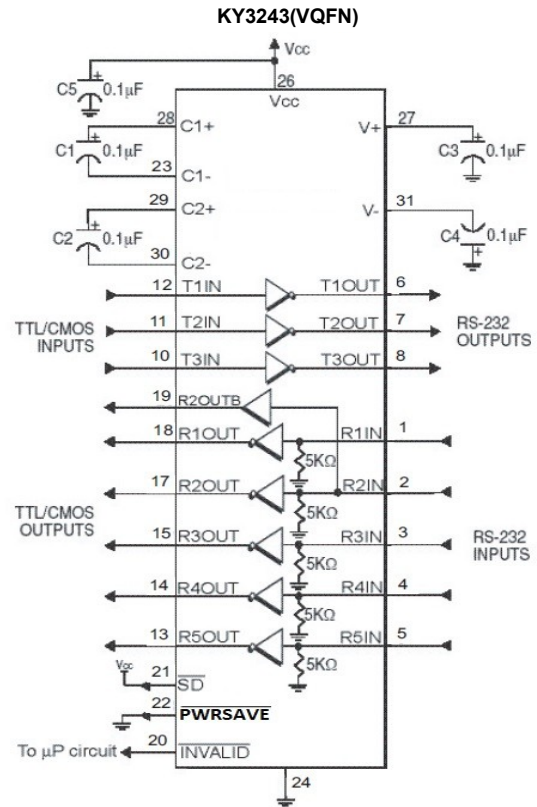 KY3243(VQFN)
Vcc
26
Vcc
C5 + 0.1µF
28 C1+
V+ 27
C1 + 0.1µF
C3 + 0.1µF
23 C1-
29 C2+
V- 31
C2 + 0.1µF
C4 + 0.1µF
30 C2-
12 T1IN T1OUT 6
TTL/CMOS INPUTS
11 T2IN T2OUT 7
RS-232 OUTPUTS
10 T3IN T3OUT 8
19 R2OUTB
18 R1OUT R1IN 1
5KΩ
17 R2OUT R2IN 2
5KΩ
TTL/CMOS OUTPUTS
15 R3OUT R3IN 3
RS-232 INPUTS
5KΩ
14 R4OUT R4IN 4
5KΩ
13 R5OUT R5IN 5
5KΩ
Vcc
21 SD
22 PWRSAVE
To µP circuit 20 INVALID
24